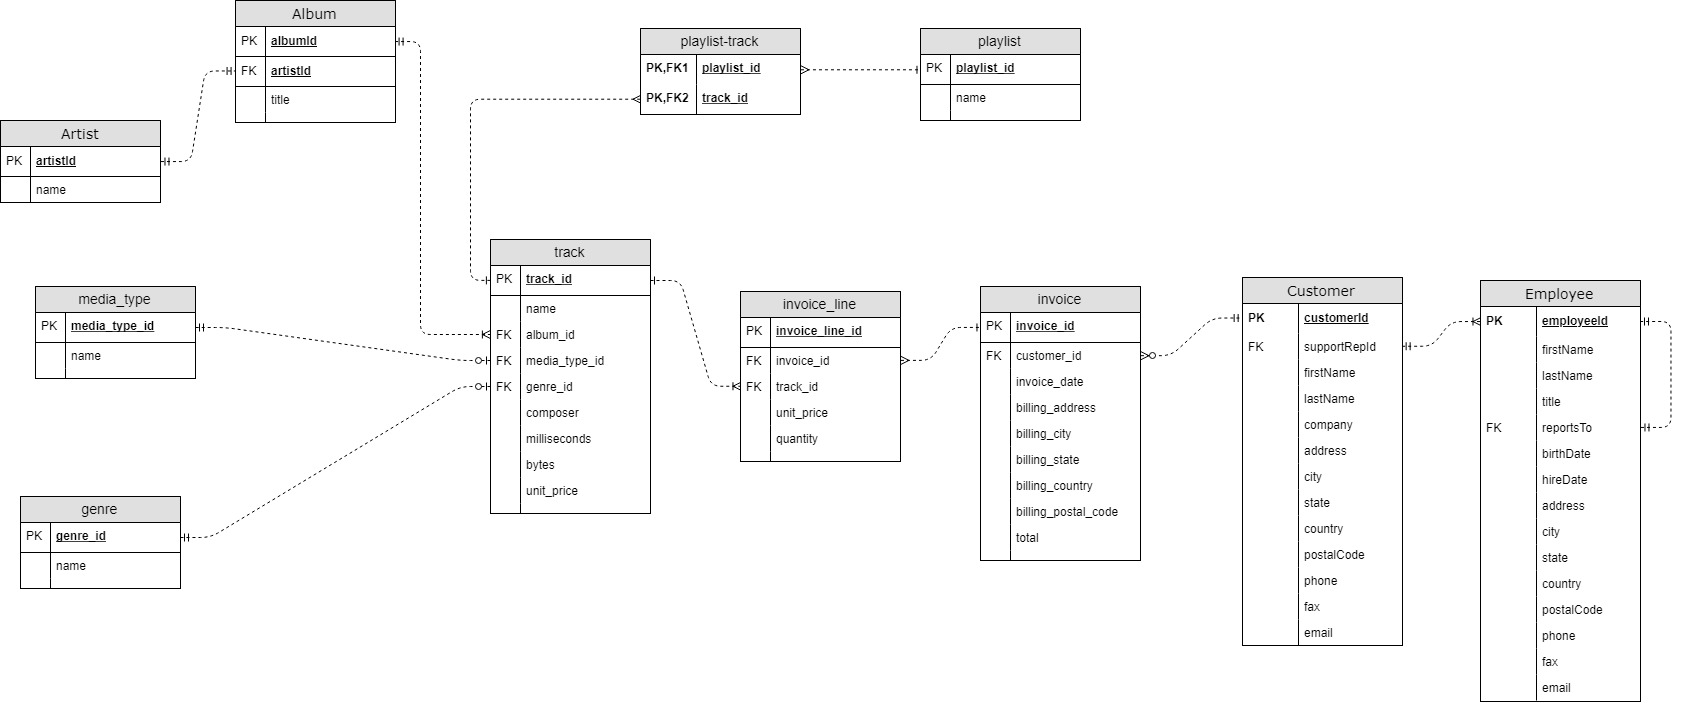 Album
PK albumId
FK artistId
title
Artist
PK artistId
name
playlist-track
PK,FK1 playlist_id
PK,FK2 track_id
playlist
PK playlist_id
name
media_type
PK media_type_id
name
genre
PK genre_id
name
track
PK track_id
name
FK album_id
FK media_type_id
FK genre_id
composer
milliseconds
bytes
unit_price
invoice_line
PK invoice_line_id
FK invoice_id
FK track_id
unit_price
quantity
invoice
PK invoice_id
FK customer_id
invoice_date
billing_address
billing_city
billing_state
billing_country
billing_postal_code
total
Customer
PK customerId
FK supportRepId
firstName
lastName
company
address
city
state
country
postalCode
phone
fax
email
Employee
PK employeeId
firstName
lastName
title
FK reportsTo
birthDate
hireDate
address
city
state
country
postalCode
phone
fax
email